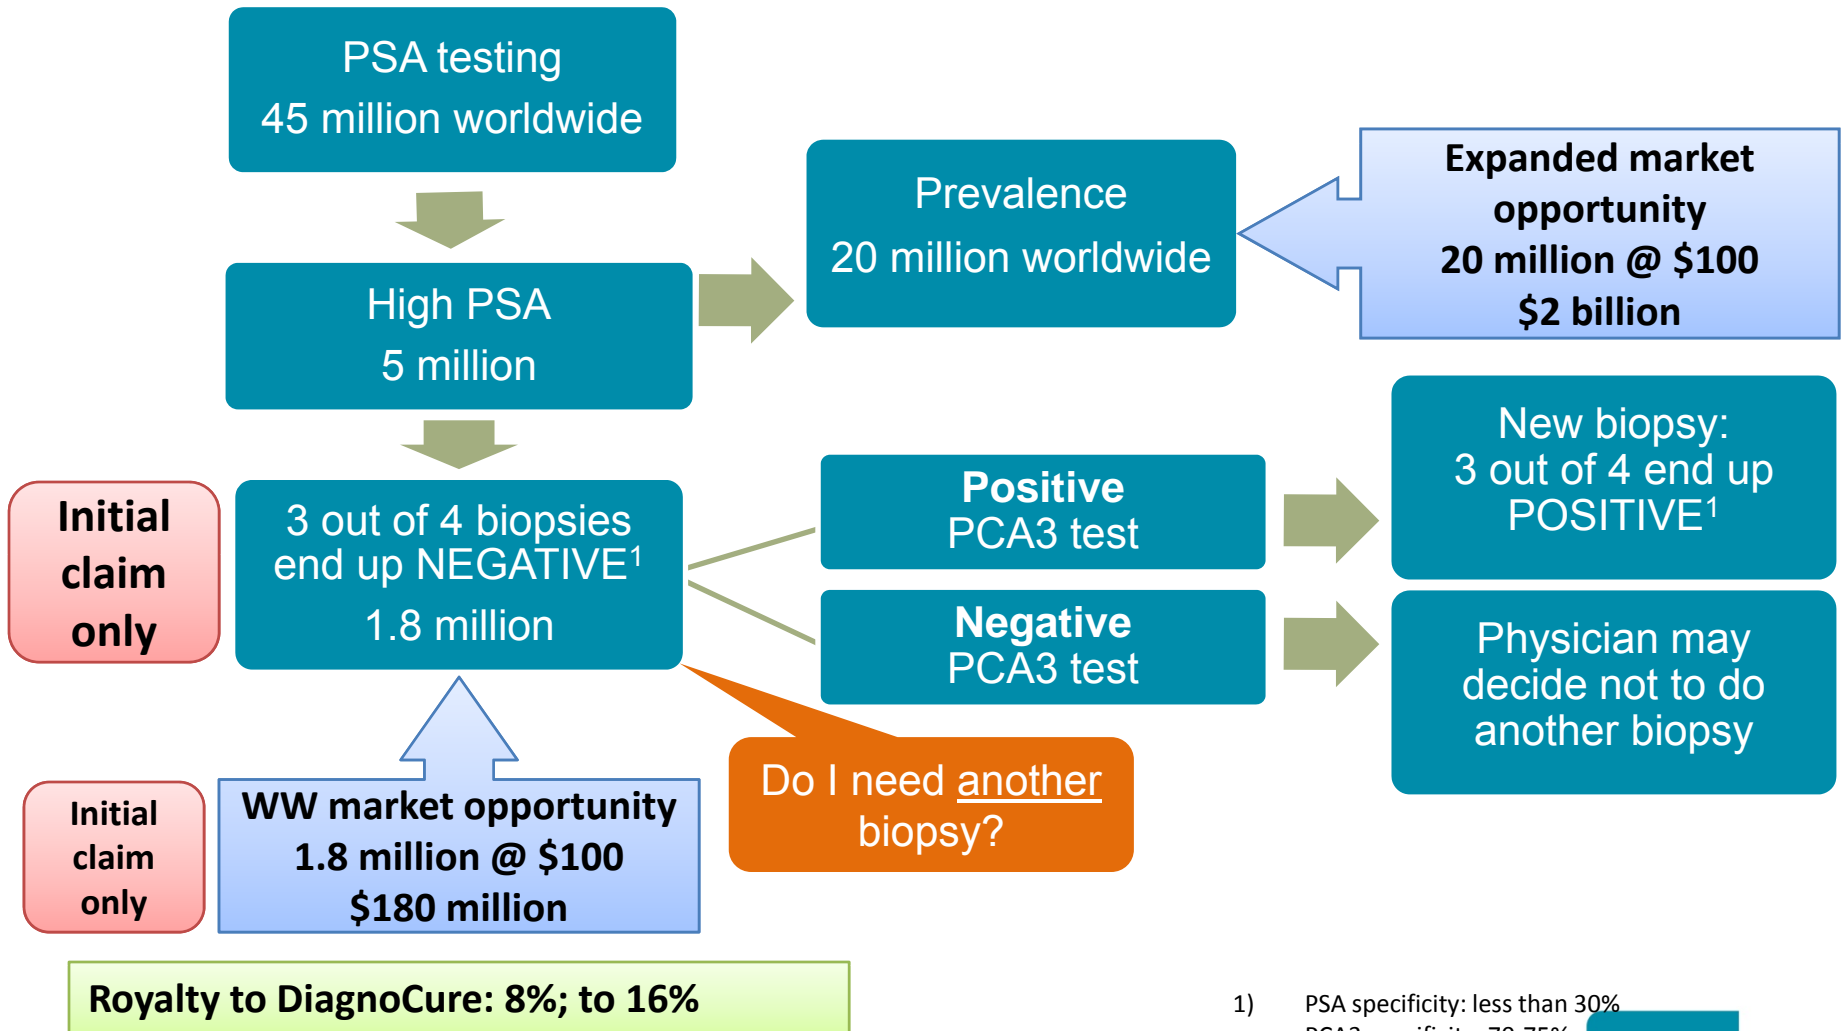 PSA testing
45 million worldwide
Prevalence
20 million worldwide
Expanded market
opportunity
20 million @ $100
$2 billion
High PSA
5 million
Initial
claim
only
3 out of 4 biopsies
end up NEGATIVE¹
1.8 million
Positive
PCA3 test
New biopsy:
3 out of 4 end up
POSITIVE¹
Negative
PCA3 test
Physician may
decide not to do
another biopsy
Do I need another
biopsy?
Initial
claim
only
WW market opportunity
1.8 million @ $100
$180 million
Royalty to DiagnoCure: 8%; to 16%
1) PSA specificity: less than 30%